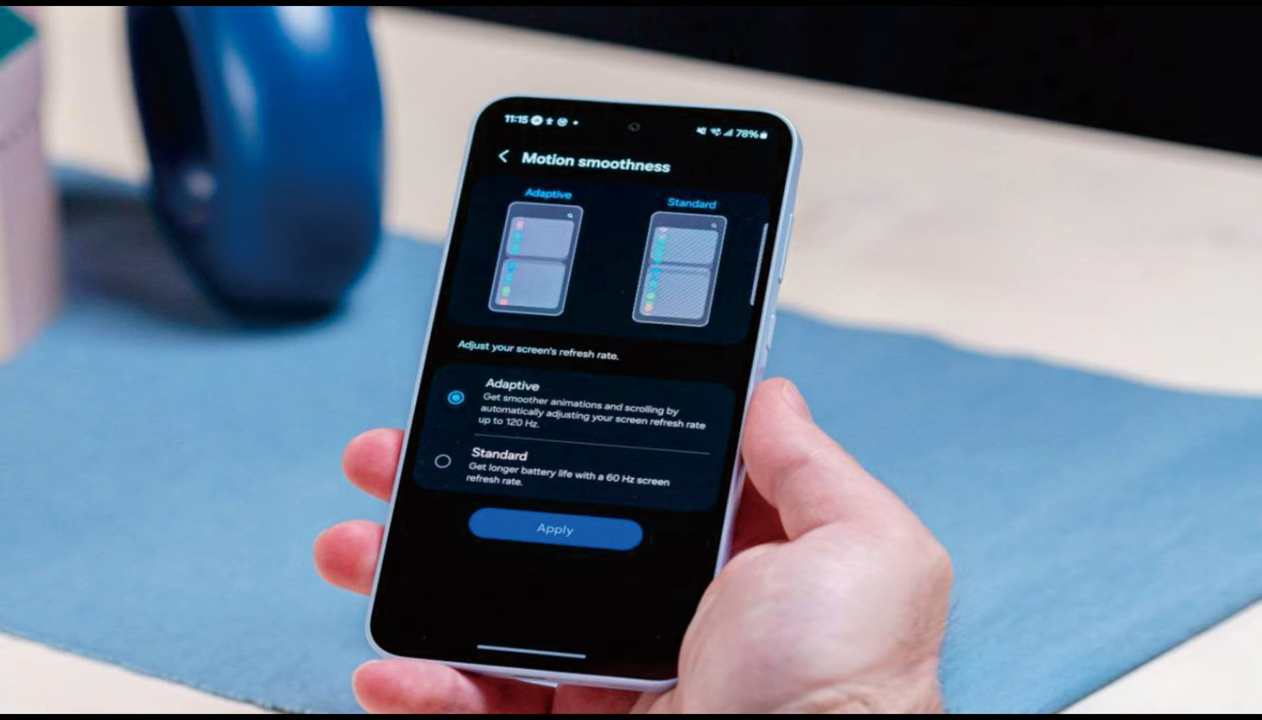 11:15
78%
Motion smoothness
Adaptive
Standard
Adjust your screen's refresh rate.
Adaptive
Get smoother animations and scrolling by
automatically adjusting your screen refresh rate
up to 120 Hz.
Standard
Get longer battery life with a 60 Hz screen
refresh rate.
Apply